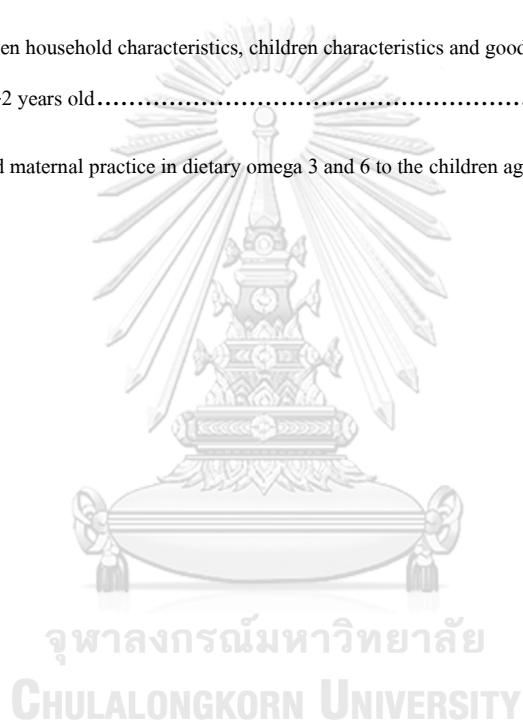 en household characteristics, children characteristics and good
2 years old……………………………………………………
d maternal practice in dietary omega 3 and 6 to the children ag
จุฬาลงกรณ์มหาวิทยาลัย
CHULALONGKORN UNIVERSITY